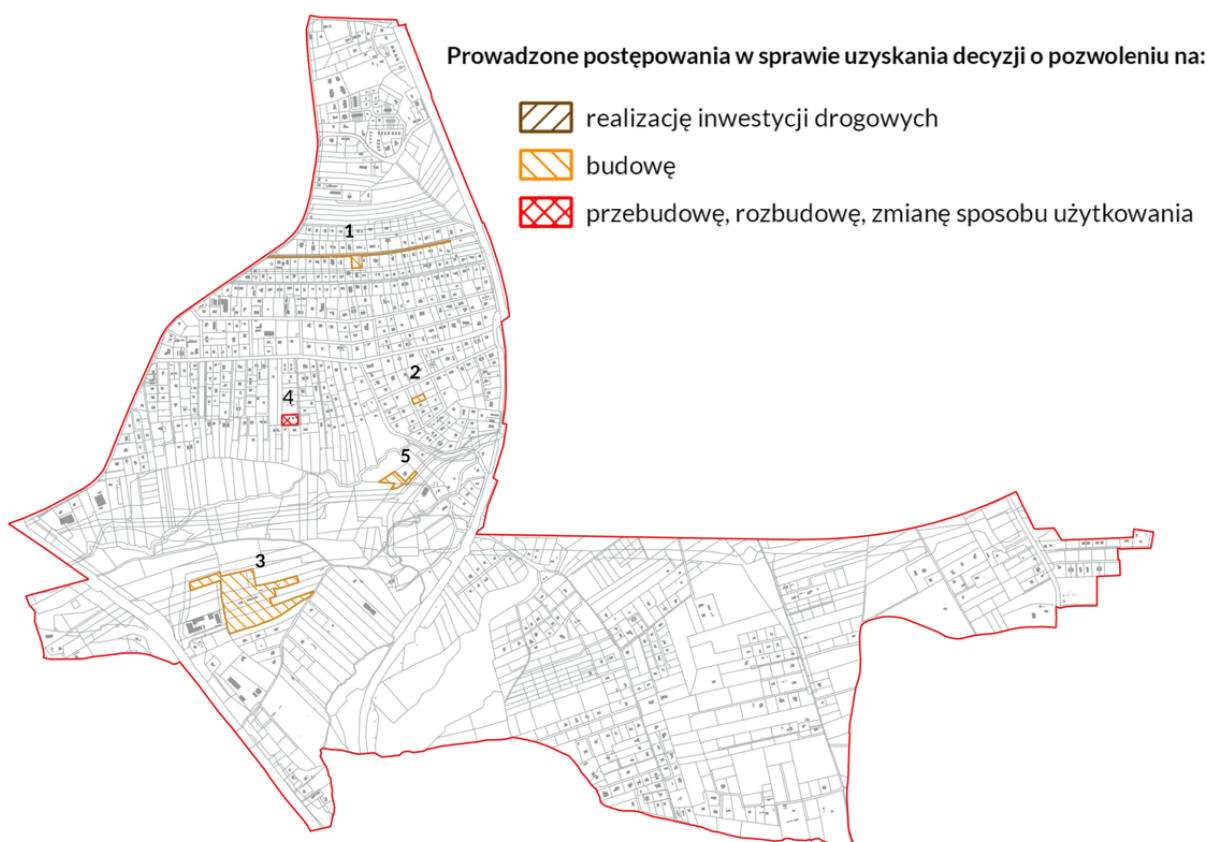 Prowadzone postępowania w sprawie uzyskania decyzji o pozwoleniu na:
realizację inwestycji drogowych
budowę
przebudowę, rozbudowę, zmianę sposobu użytkowania
1
2
4
5
3